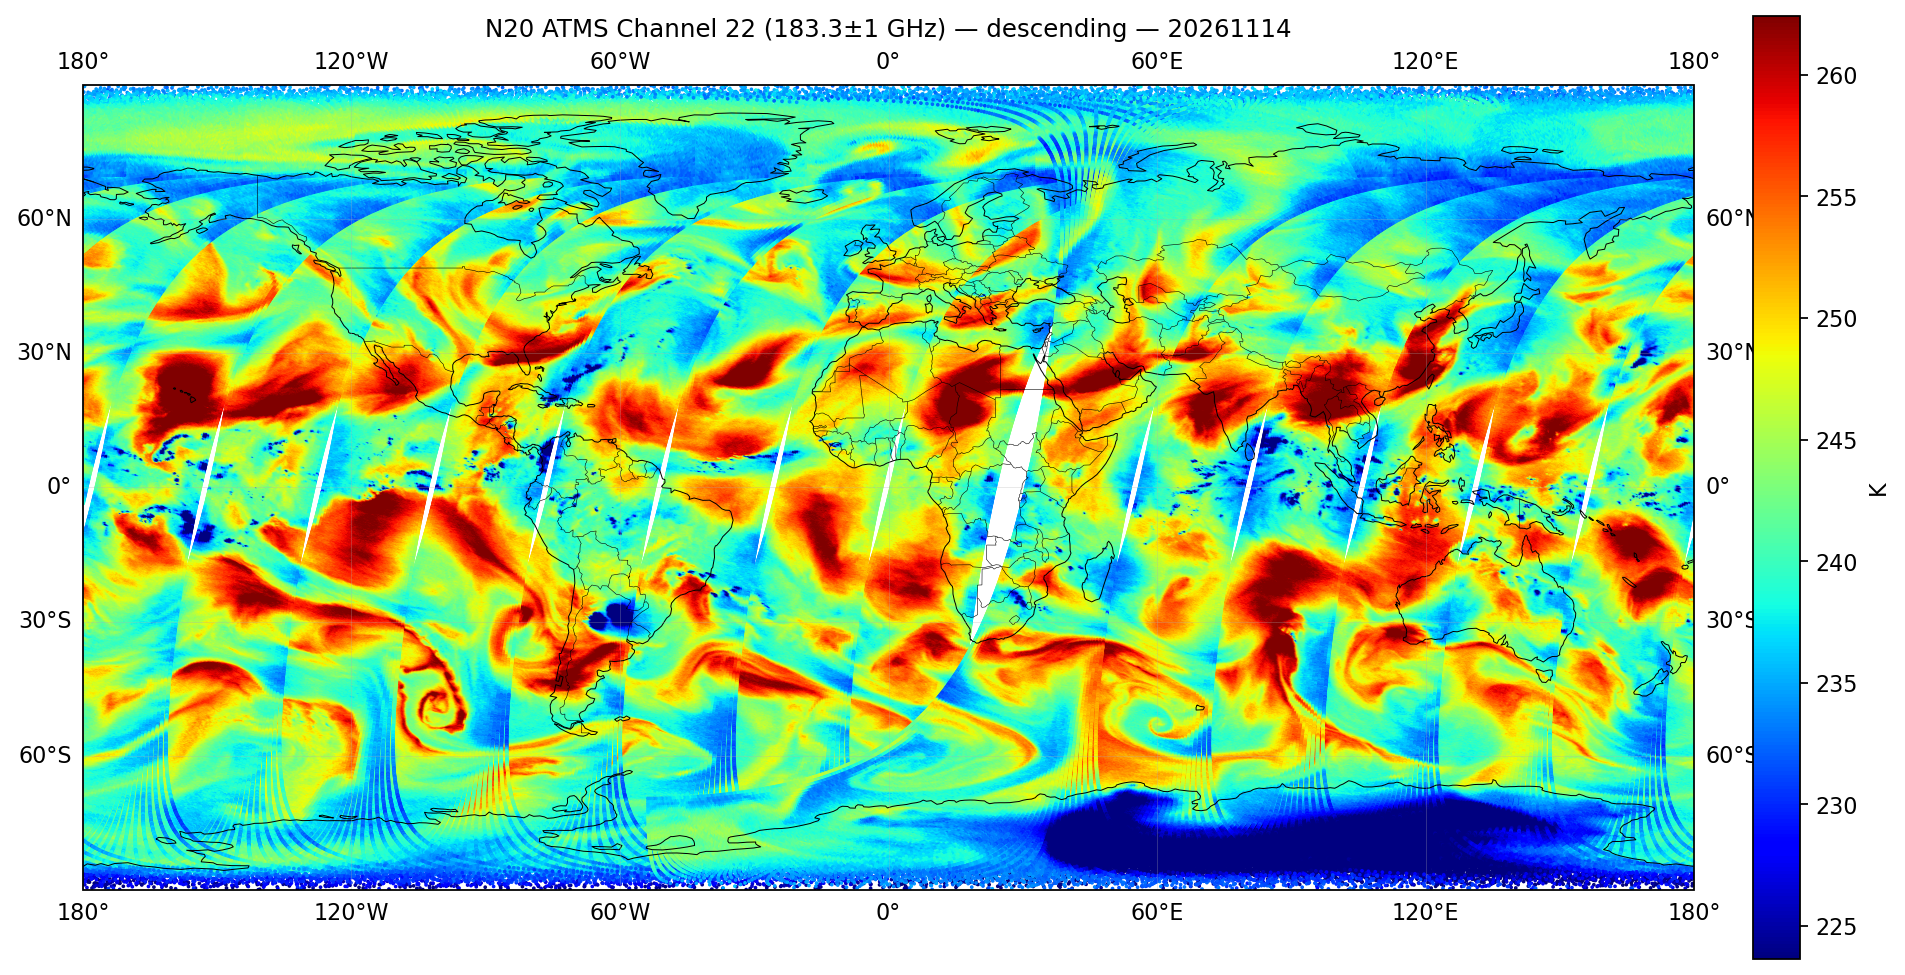 N20 ATMS Channel 22 (183.3±1 GHz) — descending — 20261114
180° 120°W 60°W 0° 60°E 120°E 180°
60°N 60°N
30°N 30°N
0° 0°
30°S 30°S
60°S 60°S
180° 120°W 60°W 0° 60°E 120°E 180°
260
255
250
245
240
235
230
225
K